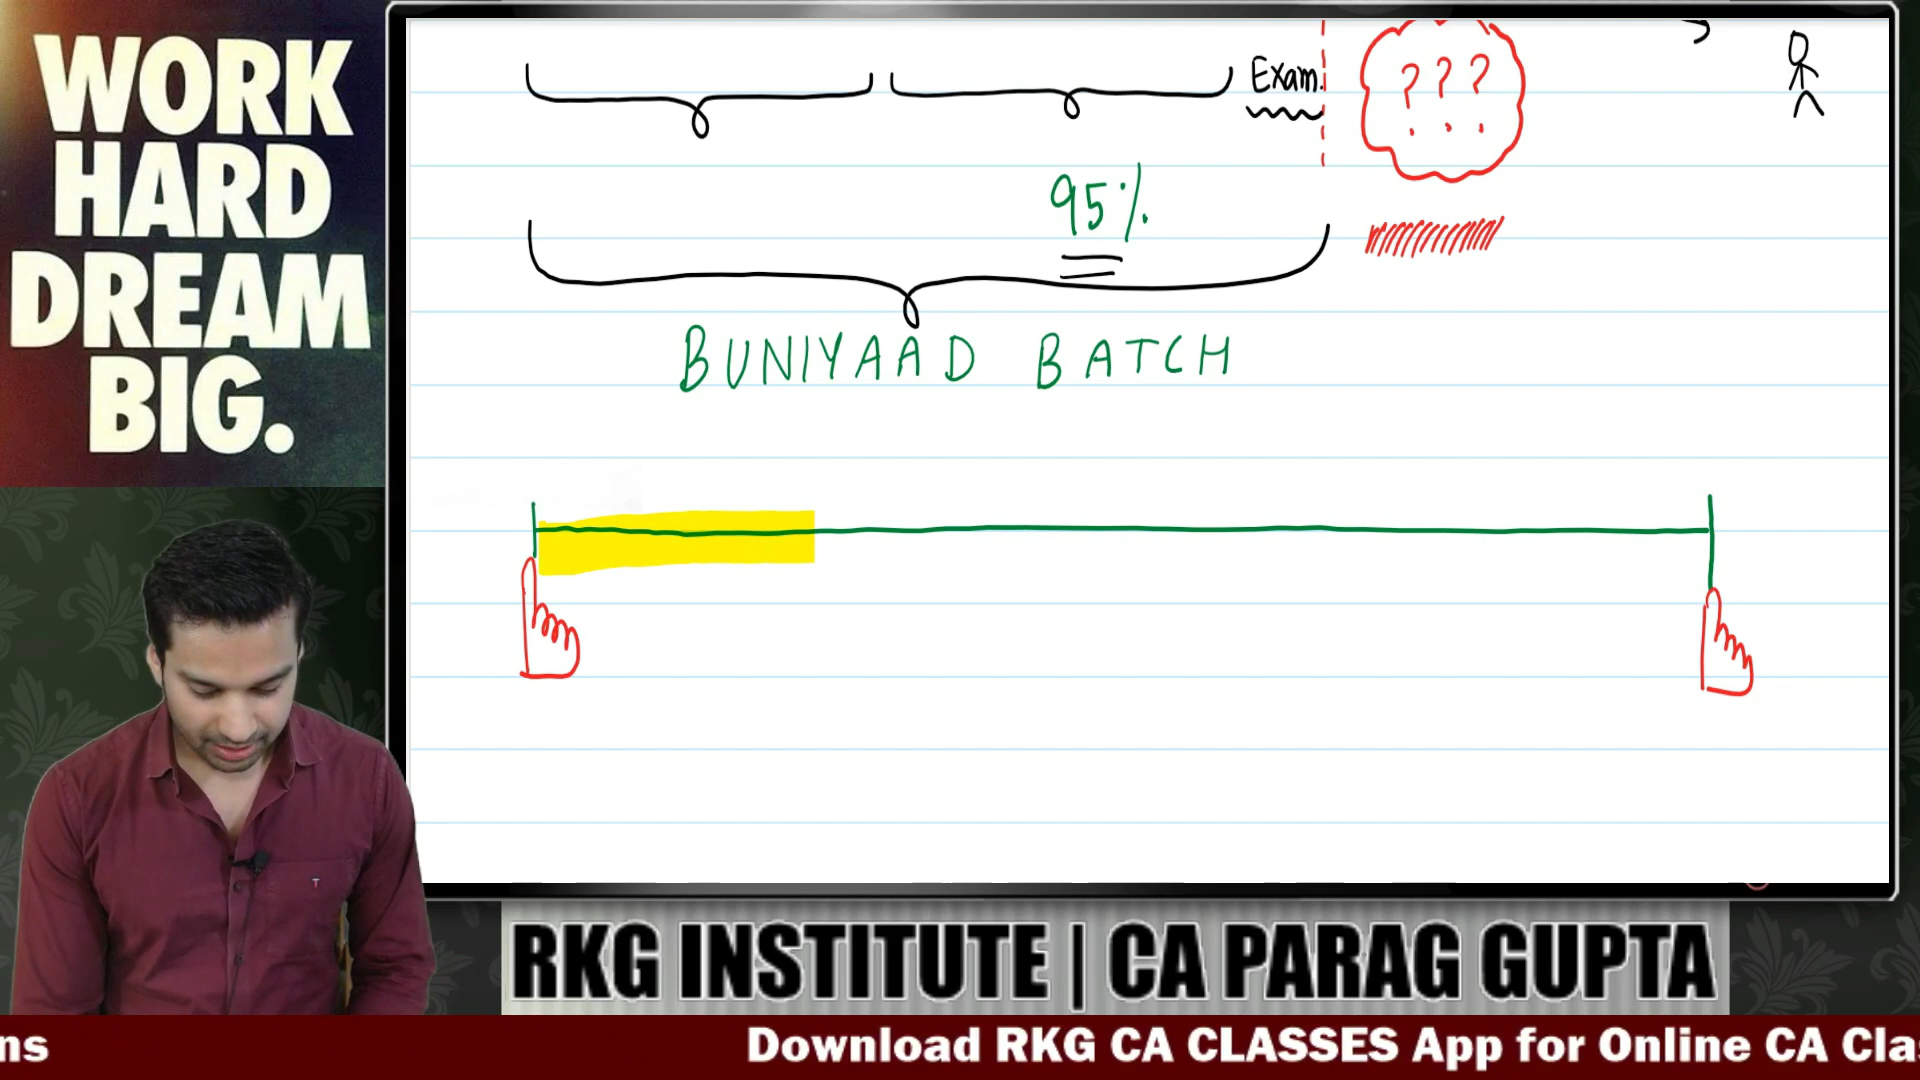 WORK
HARD
DREAM
BIG.
Exam.
? ? ?
95%
BUNIYAAD BATCH
RKG INSTITUTE | CA PARAG GUPTA
ns
Download RKG CA CLASSES App for Online CA Clas